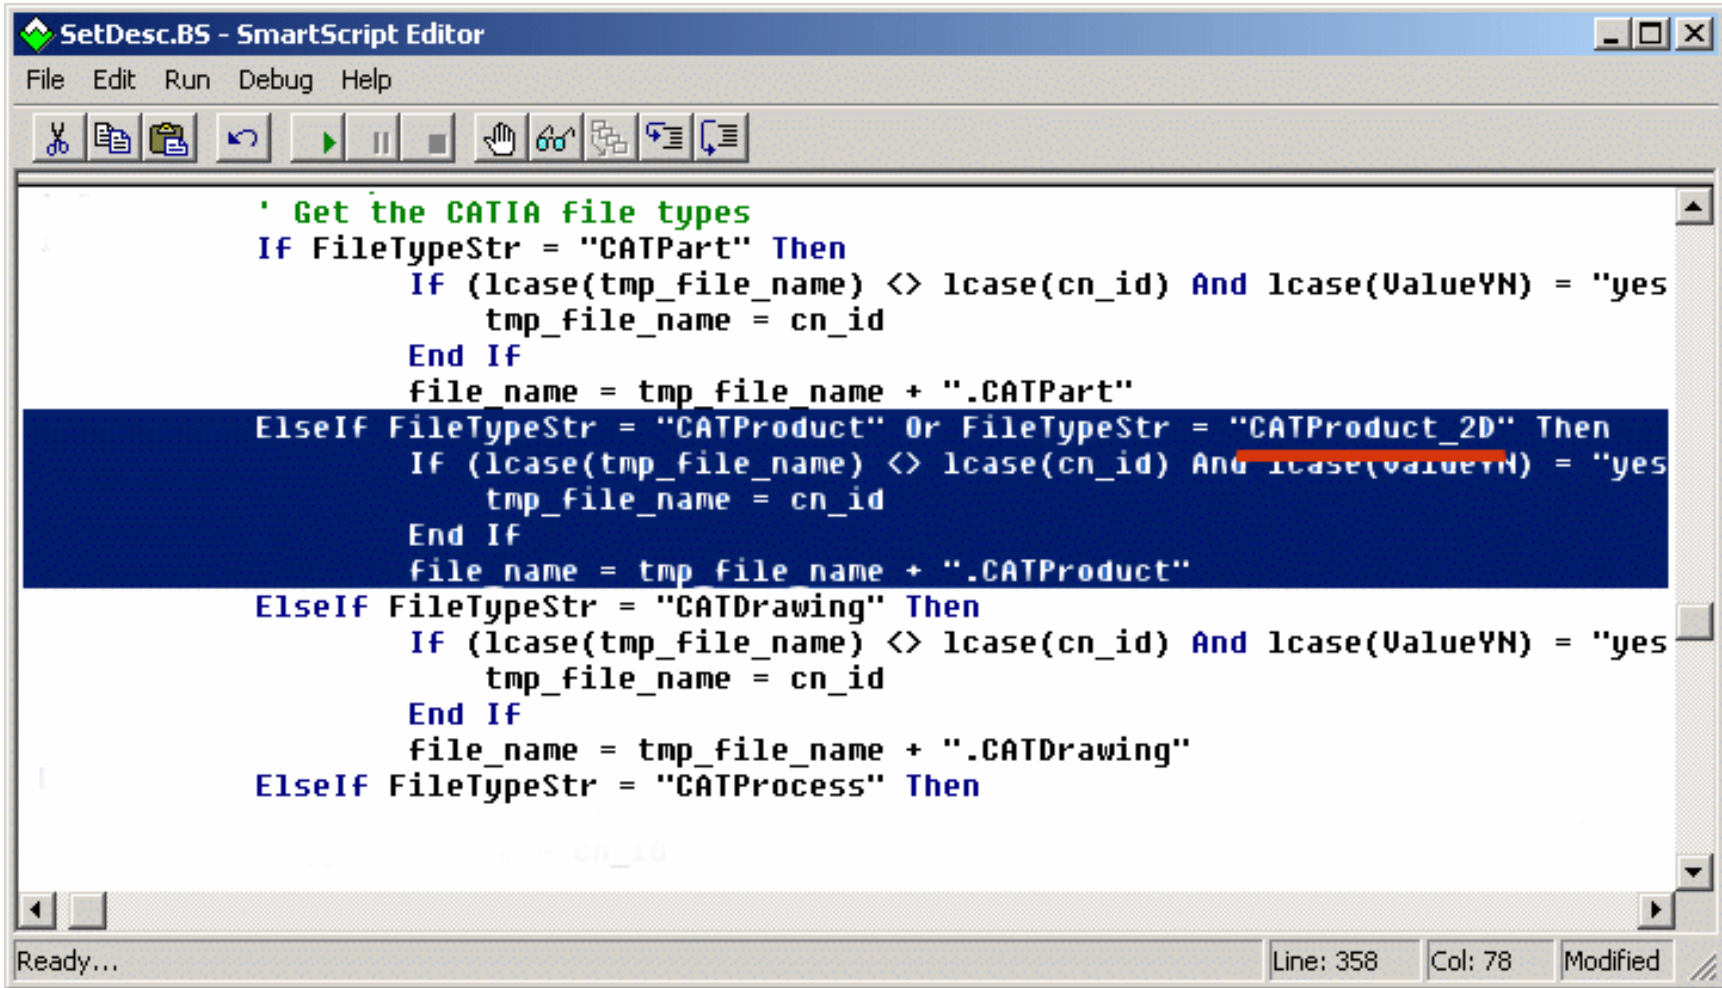 SetDesc.BS - SmartScript Editor
File Edit Run Debug Help
' Get the CATIA file types
If FileTypeStr = "CATPart" Then
If (lcase(tmp_file_name) <> lcase(cn_id) And lcase(ValueYN) = "yes
tmp_file_name = cn_id
End If
file_name = tmp_file_name + ".CATPart"
ElseIf FileTypeStr = "CATProduct" Or FileTypeStr = "CATProduct_2D" Then
If (lcase(tmp_file_name) <> lcase(cn_id) And lcase(ValueYN) = "yes
tmp_file_name = cn_id
End If
file_name = tmp_file_name + ".CATProduct"
ElseIf FileTypeStr = "CATDrawing" Then
If (lcase(tmp_file_name) <> lcase(cn_id) And lcase(ValueYN) = "yes
tmp_file_name = cn_id
End If
file_name = tmp_file_name + ".CATDrawing"
ElseIf FileTypeStr = "CATProcess" Then
Ready... Line: 358 Col: 78 Modified